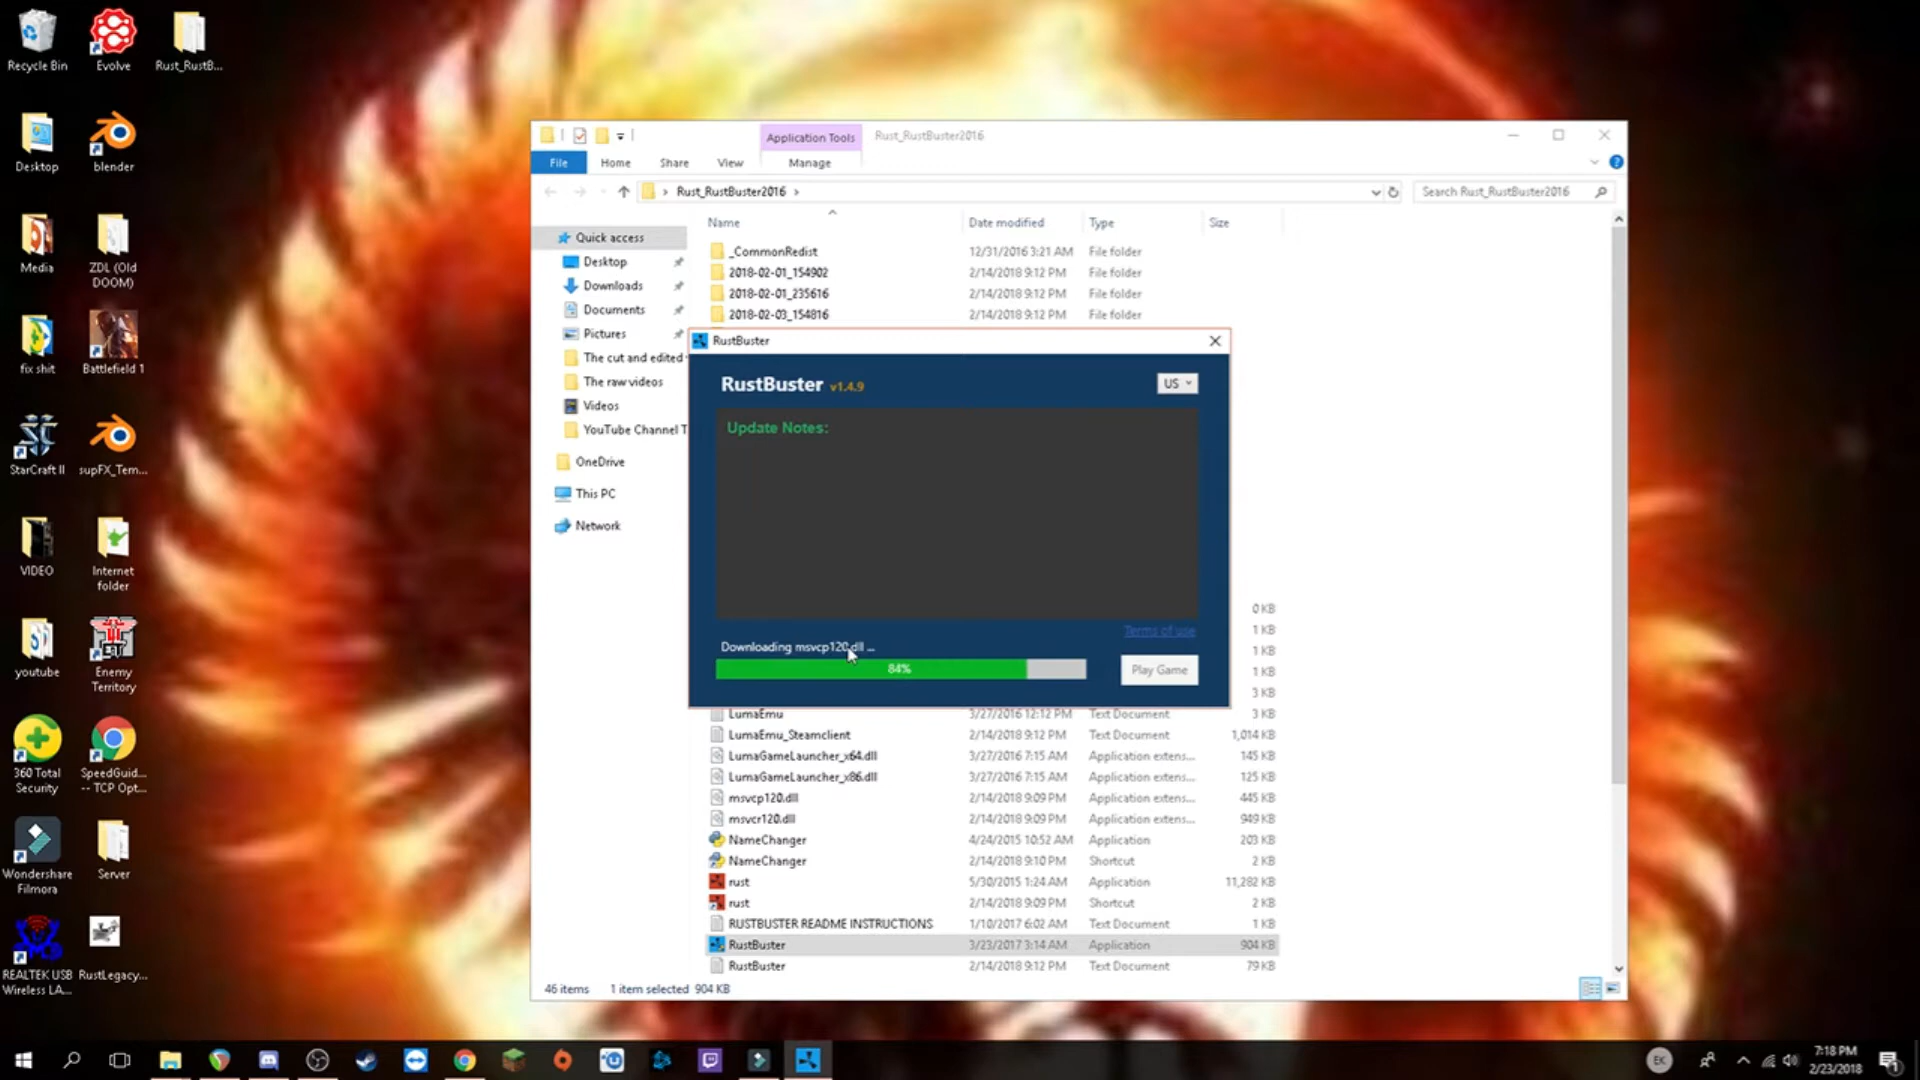 Recycle Bin
Evolve
Rust_RustB...
Desktop
blender
Media
ZDL (Old
DOOM)
fix shit
Battlefield 1
StarCraft II
supFX_Tem...
VIDEO
Internet
folder
youtube
Enemy
Territory
360 Total
Security
SpeedGuid...
-- TCP Opt...
Wondershare
Filmora
Server
REALTEK USB
Wireless LA...
RustLegacy...
Application Tools
Rust_RustBuster2016
File
Home
Share
View
Manage
Rust_RustBuster2016
Search Rust_RustBuster2016
Name
Date modified
Type
Size
Quick access
Desktop
Downloads
Documents
Pictures
The cut and edited
The raw videos
Videos
YouTube Channel T
OneDrive
This PC
Network
_CommonRedist 12/31/2016 3:21 AM File folder
2018-02-01_154902 2/14/2018 9:12 PM File folder
2018-02-01_235616 2/14/2018 9:12 PM File folder
2018-02-03_154816 2/14/2018 9:12 PM File folder
RustBuster
RustBuster v1.4.9
US
Update Notes:
Terms of use
Downloading msvcp120.dll ...
84%
Play Game
0 KB
1 KB
1 KB
1 KB
3 KB
LumaEmu 3/27/2016 12:12 PM Text Document 3 KB
LumaEmu_Steamclient 2/14/2018 9:12 PM Text Document 1,014 KB
LumaGameLauncher_x64.dll 3/27/2016 7:15 AM Application extens... 145 KB
LumaGameLauncher_x86.dll 3/27/2016 7:15 AM Application extens... 125 KB
msvcp120.dll 2/14/2018 9:09 PM Application extens... 445 KB
msvcr120.dll 2/14/2018 9:09 PM Application extens... 949 KB
NameChanger 4/24/2015 10:52 AM Application 203 KB
NameChanger 2/14/2018 9:10 PM Shortcut 2 KB
rust 5/30/2015 1:24 AM Application 11,282 KB
rust 2/14/2018 9:09 PM Shortcut 2 KB
RUSTBUSTER README INSTRUCTIONS 1/10/2017 6:02 AM Text Document 1 KB
RustBuster 3/23/2017 3:14 AM Application 904 KB
RustBuster 2/14/2018 9:12 PM Text Document 79 KB
46 items
1 item selected 904 KB
EK
7:18 PM
2/23/2018
1